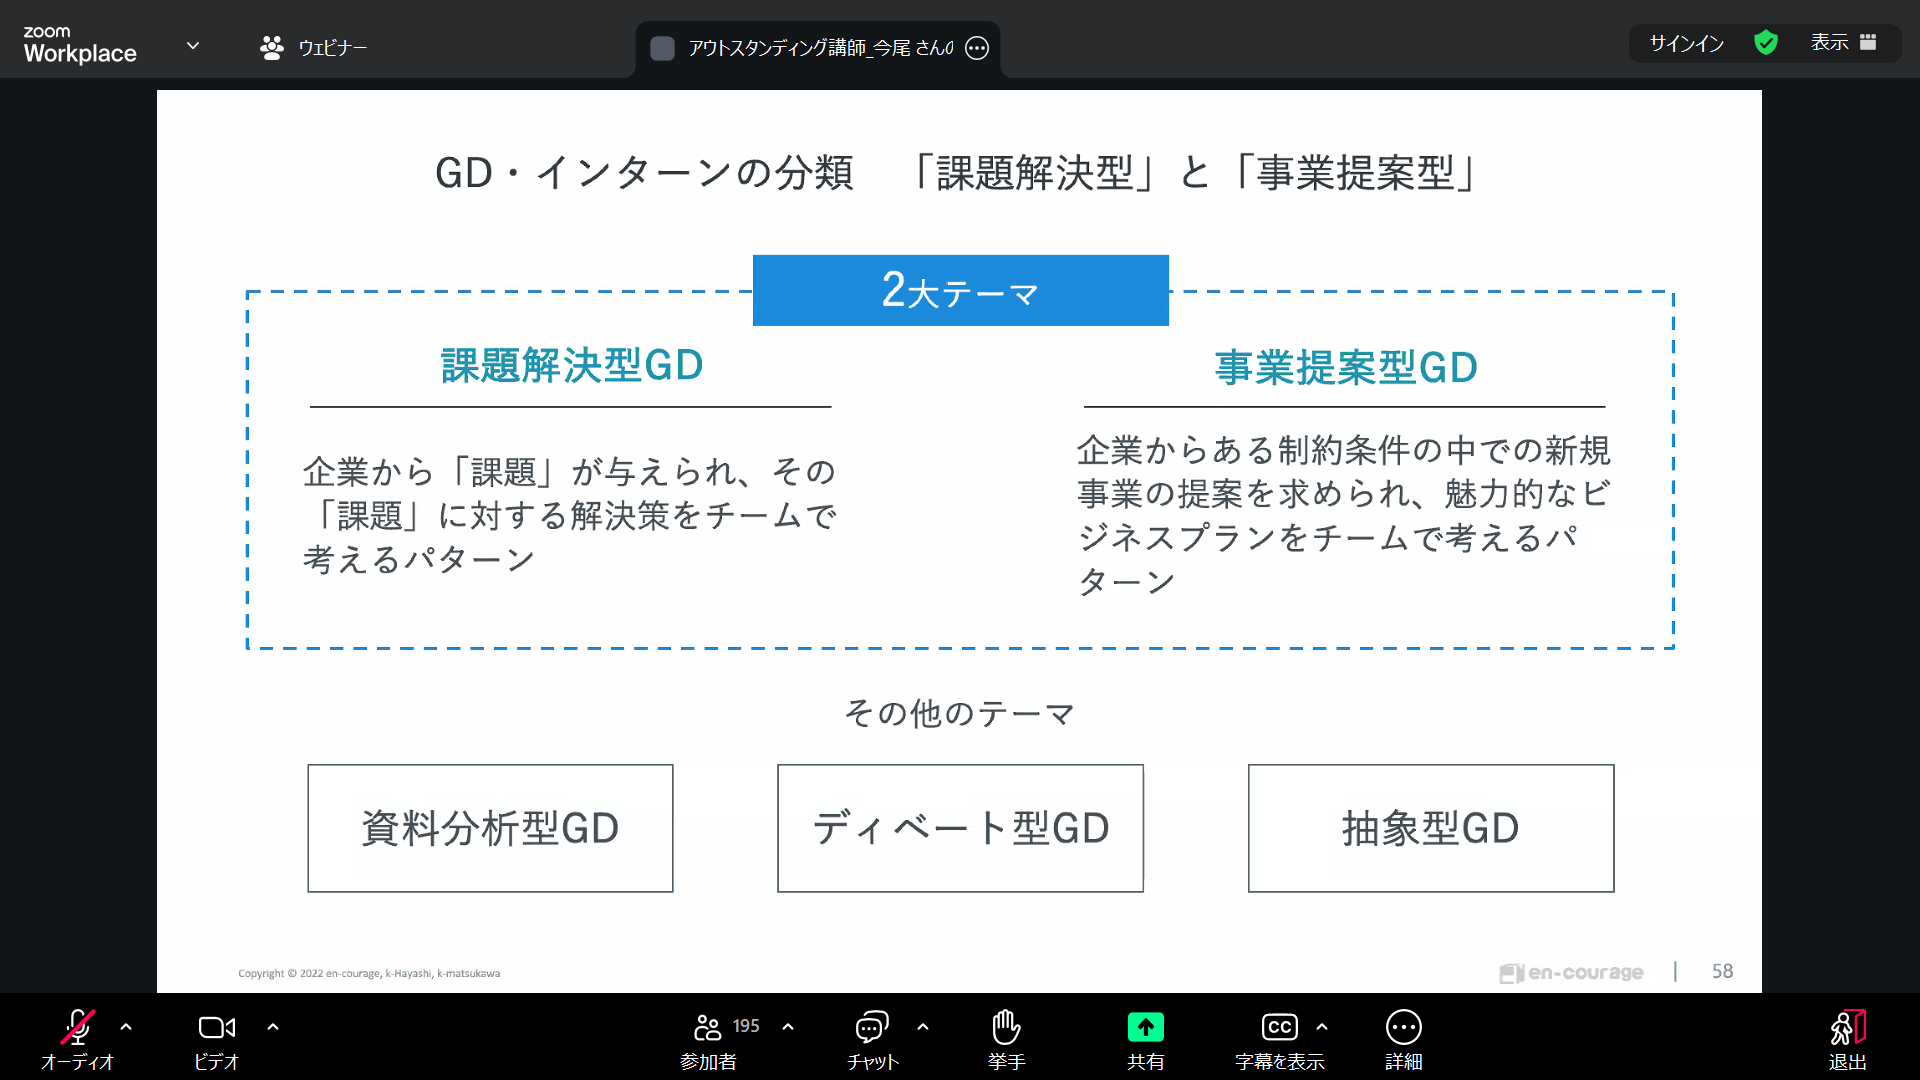 zoom
Workplace
ウェビナー
アウトスタンディング講師_今尾 さんの
サインイン
表示
GD・インターンの分類　「課題解決型」と「事業提案型」
2大テーマ
課題解決型GD
企業から「課題」が与えられ、その
「課題」に対する解決策をチームで
考えるパターン
事業提案型GD
企業からある制約条件の中での新規
事業の提案を求められ、魅力的なビ
ジネスプランをチームで考えるパ
ターン
その他のテーマ
資料分析型GD
ディベート型GD
抽象型GD
Copyright © 2022 en-courage, k-Hayashi, k-matsukawa
en-courage
58
オーディオ
ビデオ
195
参加者
チャット
挙手
共有
CC
字幕を表示
詳細
退出